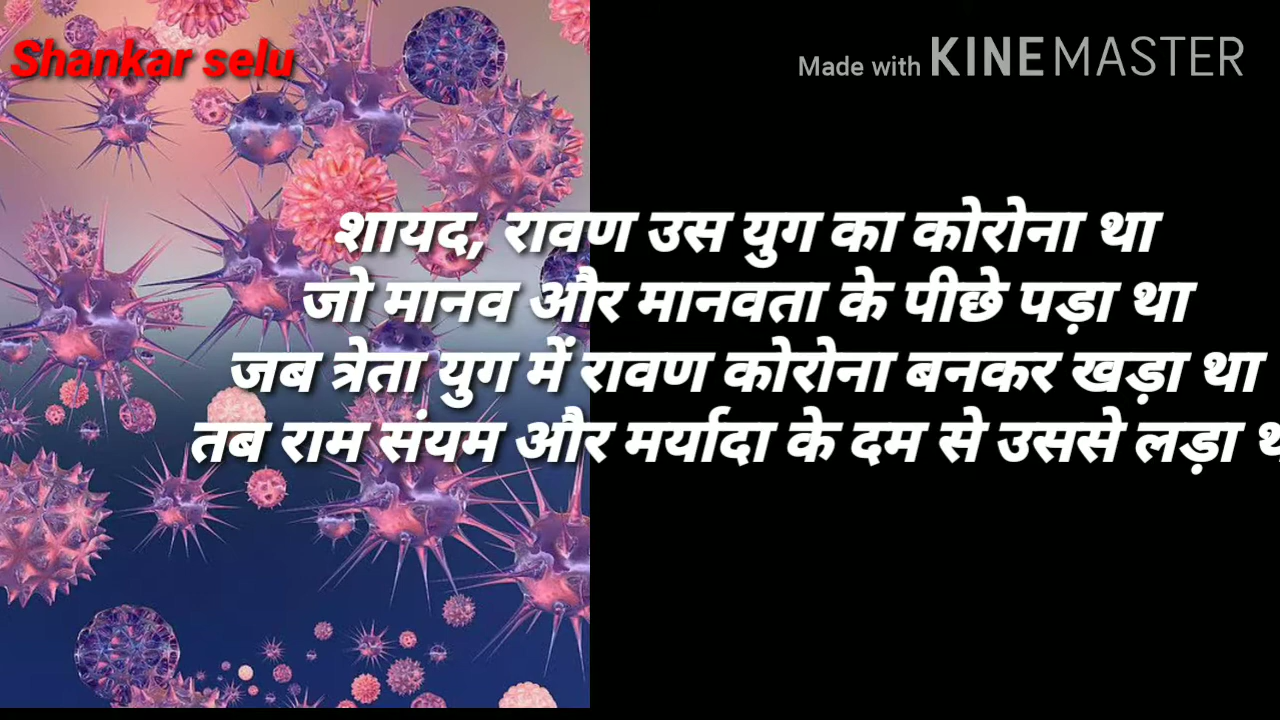 Shankar selu
Made with KINEMASTER
शायद, रावण उस युग का कोरोना था
जो मानव और मानवता के पीछे पड़ा था
जब त्रेता युग में रावण कोरोना बनकर खड़ा था
तब राम संयम और मर्यादा के दम से उससे लड़ा